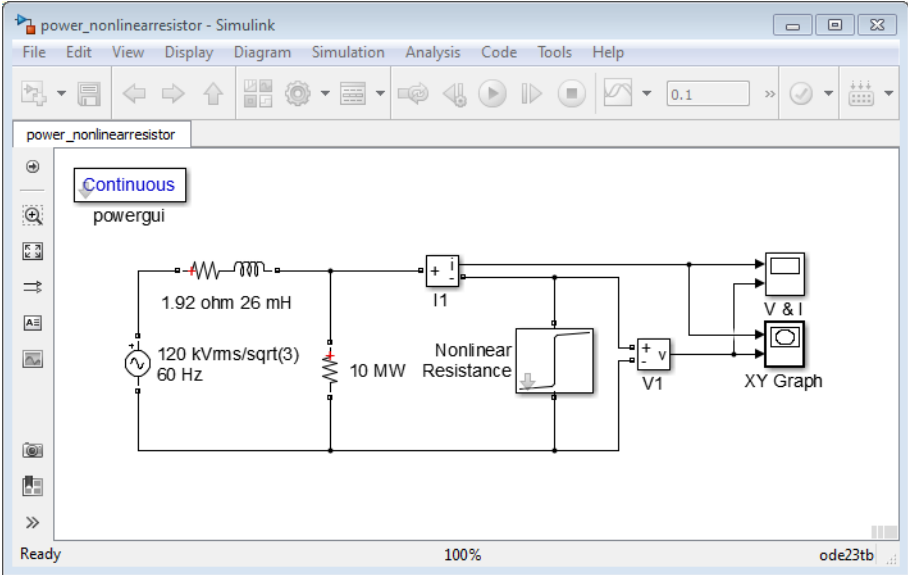 power_nonlinearresistor - Simulink
File Edit View Display Diagram Simulation Analysis Code Tools Help
0.1 »
power_nonlinearresistor
Continuous
powergui
1.92 ohm 26 mH
120 kVrms/sqrt(3)
60 Hz
10 MW
+ i -
I1
Nonlinear
Resistance
+ v -
V1
V & I
XY Graph
Ready 100% ode23tb